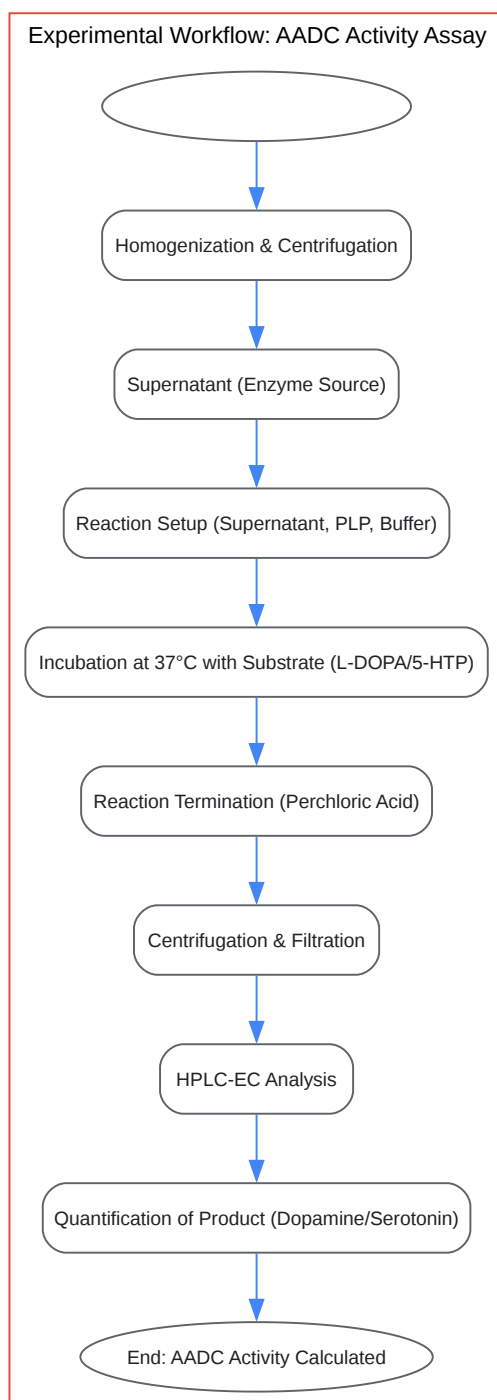 Experimental Workflow: AADC Activity Assay
Homogenization & Centrifugation
Supernatant (Enzyme Source)
Reaction Setup (Supernatant, PLP, Buffer)
Incubation at 37°C with Substrate (L-DOPA/5-HTP)
Reaction Termination (Perchloric Acid)
Centrifugation & Filtration
HPLC-EC Analysis
Quantification of Product (Dopamine/Serotonin)
End: AADC Activity Calculated